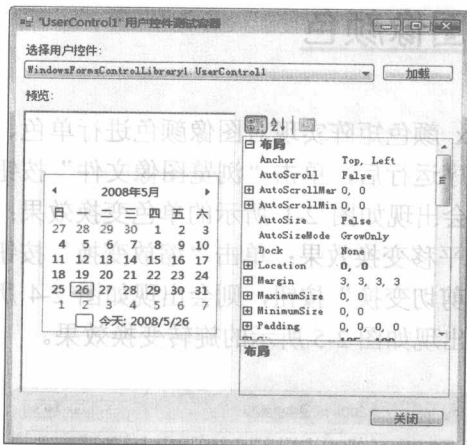 "UserControl1" 用户控件测试容器
选择用户控件:
WindowsFormsControlLibrary1.UserControl1
加载
预览:
2008年5月
日 一 二 三 四 五 六
27 28 29 30 1 2 3
4 5 6 7 8 9 10
11 12 13 14 15 16 17
18 19 20 21 22 23 24
25 26 27 28 29 30 31
1 2 3 4 5 6 7
今天: 2008/5/26
布局
Anchor Top, Left
AutoScroll False
AutoScrollMar 0, 0
AutoScrollMin 0, 0
AutoSize False
AutoSizeMode GrowOnly
Dock None
Location 0, 0
Margin 3, 3, 3, 3
MaximumSize 0, 0
MinimumSize 0, 0
Padding 0, 0, 0, 0
布局
关闭